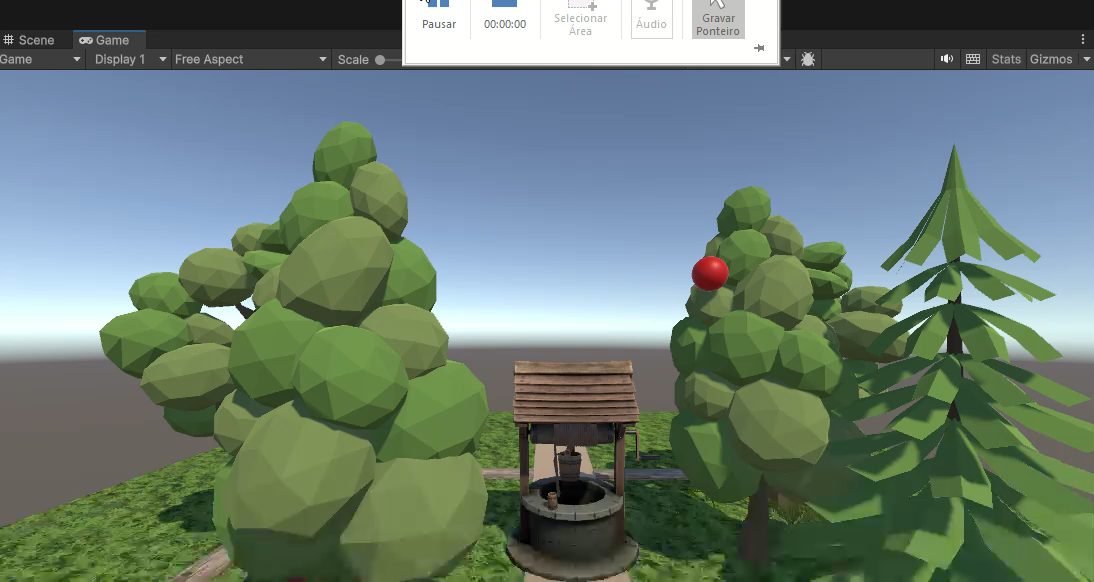 Pausar
00:00:00
Selecionar
Área
Áudio
Gravar
Ponteiro
Scene
Game
Game
Display 1
Free Aspect
Scale
Stats
Gizmos